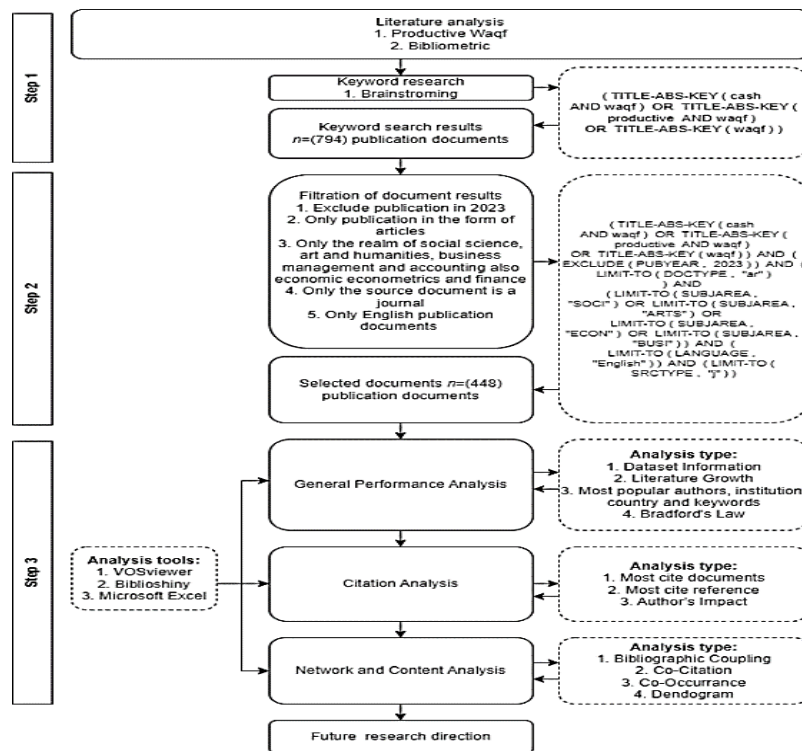 Literature analysis
1. Productive Waqf
2. Bibliometric
Step 1
Keyword research
1. Brainstroming
( TITLE-ABS-KEY ( cash
AND waqf ) OR TITLE-ABS-KEY (
productive AND waqf )
OR TITLE-ABS-KEY ( waqf ) )
Keyword search results
n=(794) publication documents
Step 2
Filtration of document results
1. Exclude publication in 2023
2. Only publication in the form of
articles
3. Only the realm of social science,
art and humanities, business
management and accounting also
economic econometrics and finance
4. Only the source document is a
journal
5. Only English publication
documents
( TITLE-ABS-KEY ( cash
AND waqf ) OR TITLE-ABS-KEY (
productive AND waqf )
OR TITLE-ABS-KEY ( waqf ) ) AND (
EXCLUDE ( PUBYEAR , 2023 ) ) AND (
LIMIT-TO ( DOCTYPE , "ar" )
) AND
( LIMIT-TO ( SUBJAREA ,
"SOCI" ) OR LIMIT-TO ( SUBJAREA ,
"ARTS" ) OR
LIMIT-TO ( SUBJAREA ,
"ECON" ) OR LIMIT-TO ( SUBJAREA ,
"BUSI" ) ) AND (
LIMIT-TO ( LANGUAGE ,
"English" ) ) AND ( LIMIT-TO (
SRCTYPE , "j" ) )
Selected documents n=(448)
publication documents
Step 3
General Performance Analysis
Analysis type:
1. Dataset Information
2. Literature Growth
3. Most popular authors, institution
country and keywords
4. Bradford's Law
Analysis tools:
1. VOSviewer
2. Biblioshiny
3. Microsoft Excel
Citation Analysis
Analysis type:
1. Most cite documents
2. Most cite reference
3. Author's Impact
Network and Content Analysis
Analysis type:
1. Bibliographic Coupling
2. Co-Citation
3. Co-Occurrance
4. Dendogram
Future research direction